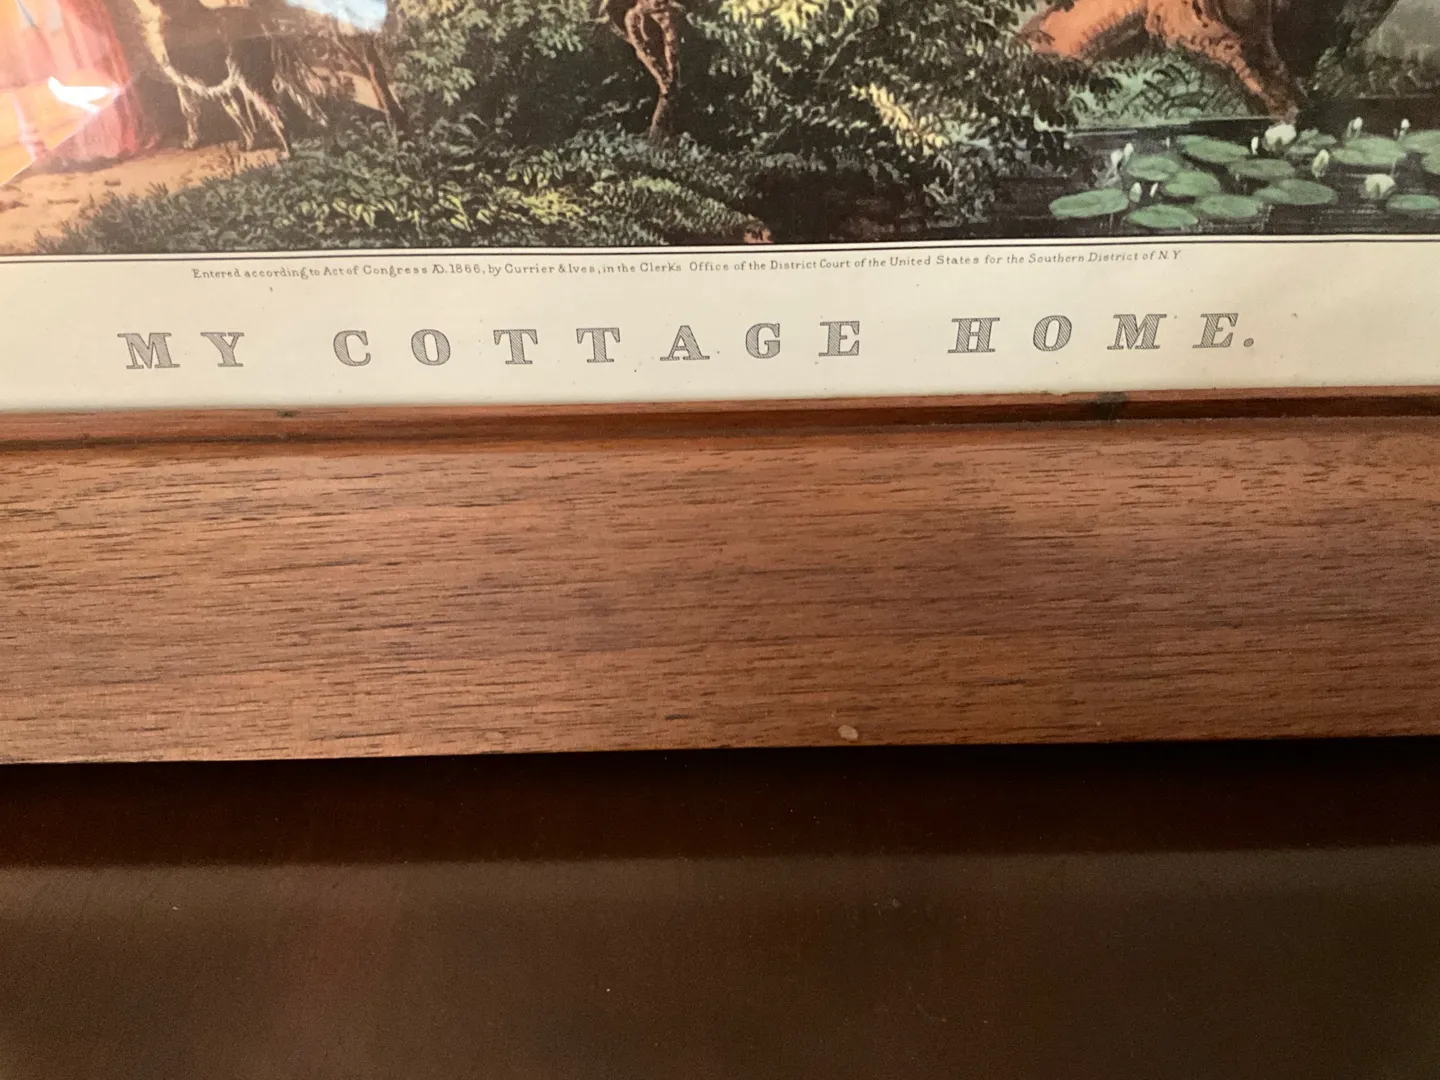 Entered according to Act of Congress AD. 1866, by Currier & Ives, in the Clerks Office of the District Court of the United States for the Southern District of N.Y.
MY COTTAGE HOME.